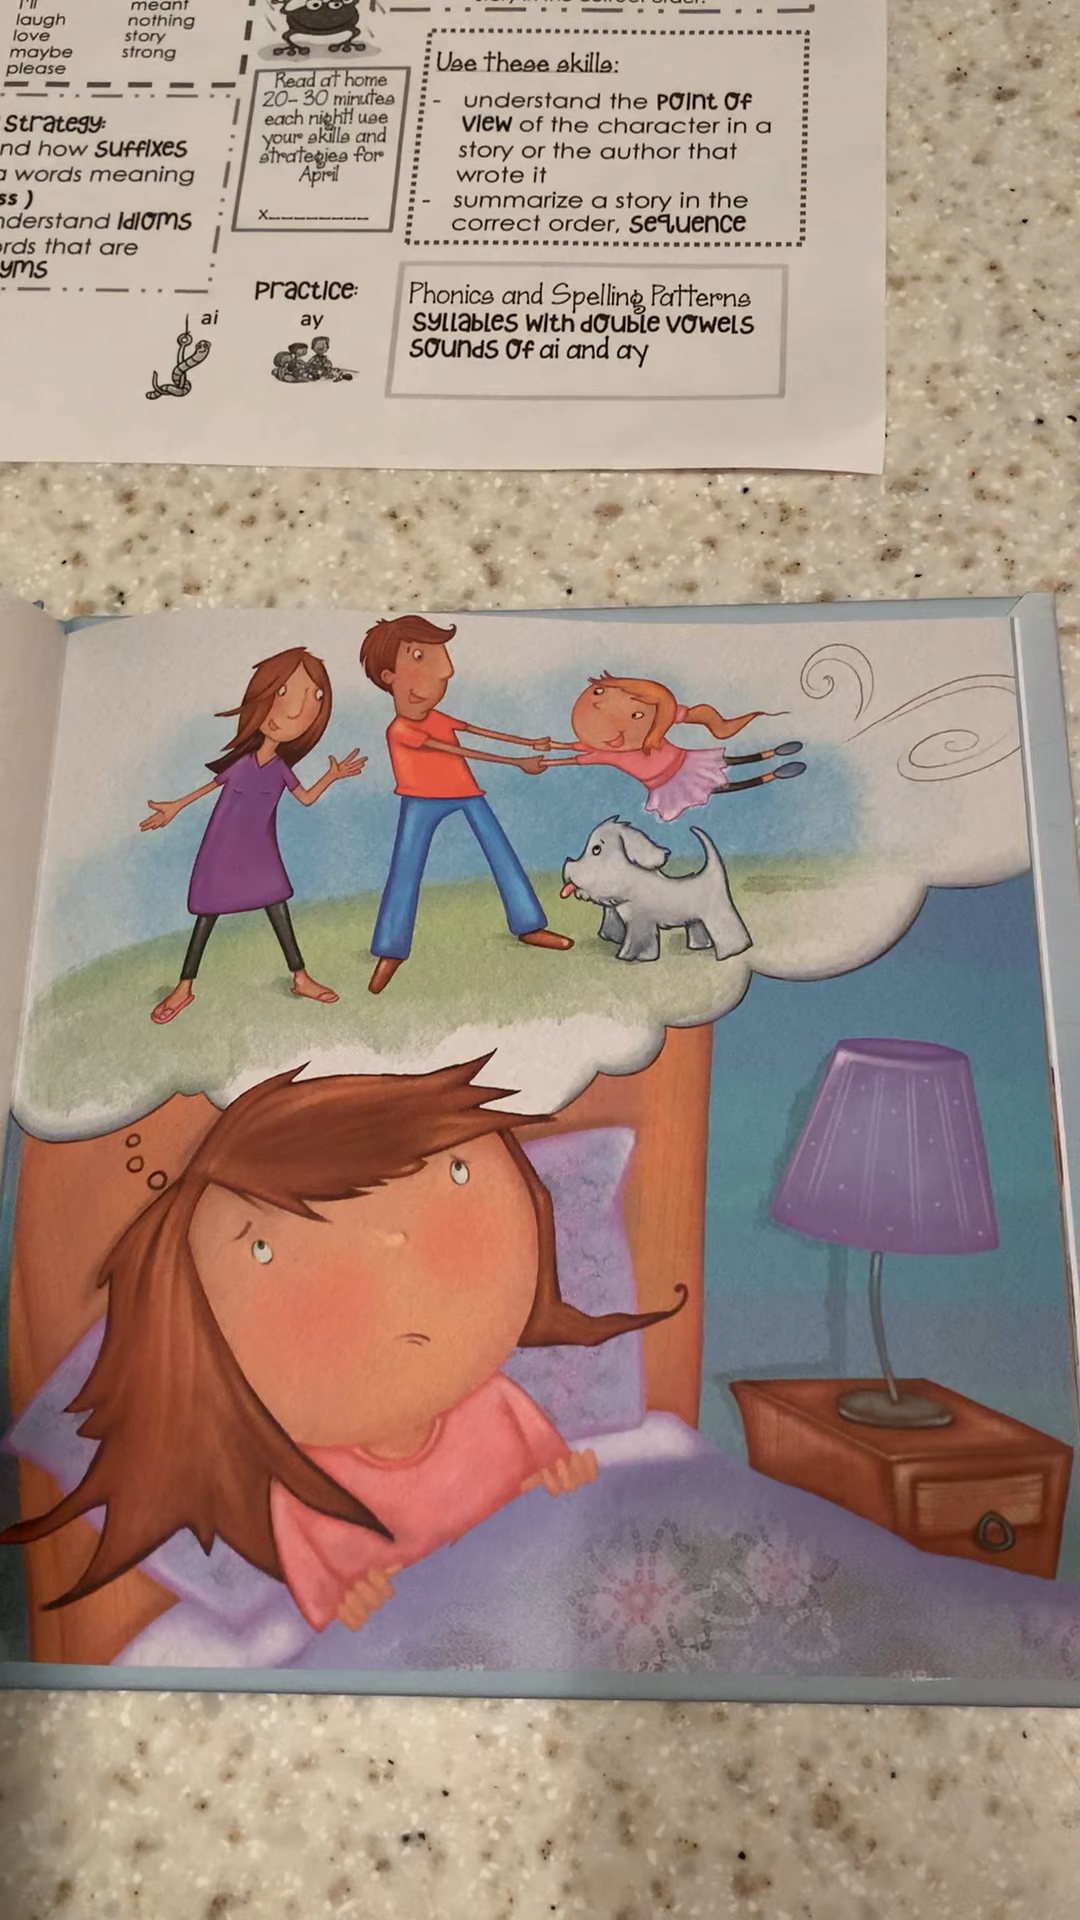 I'll
laugh
love
maybe
please
meant
nothing
story
strong
strategy:
nd how suffixes
words meaning
ss )
nderstand idioms
rds that are
yms
Read at home
20-30 minutes
each night! use
your skills and
strategies for
April
x
Use these skills:
- understand the point of
view of the character in a
story or the author that
wrote it
- summarize a story in the
correct order, sequence
Practice:
ai
ay
Phonics and Spelling Patterns
syllables with double vowels
sounds of ai and ay